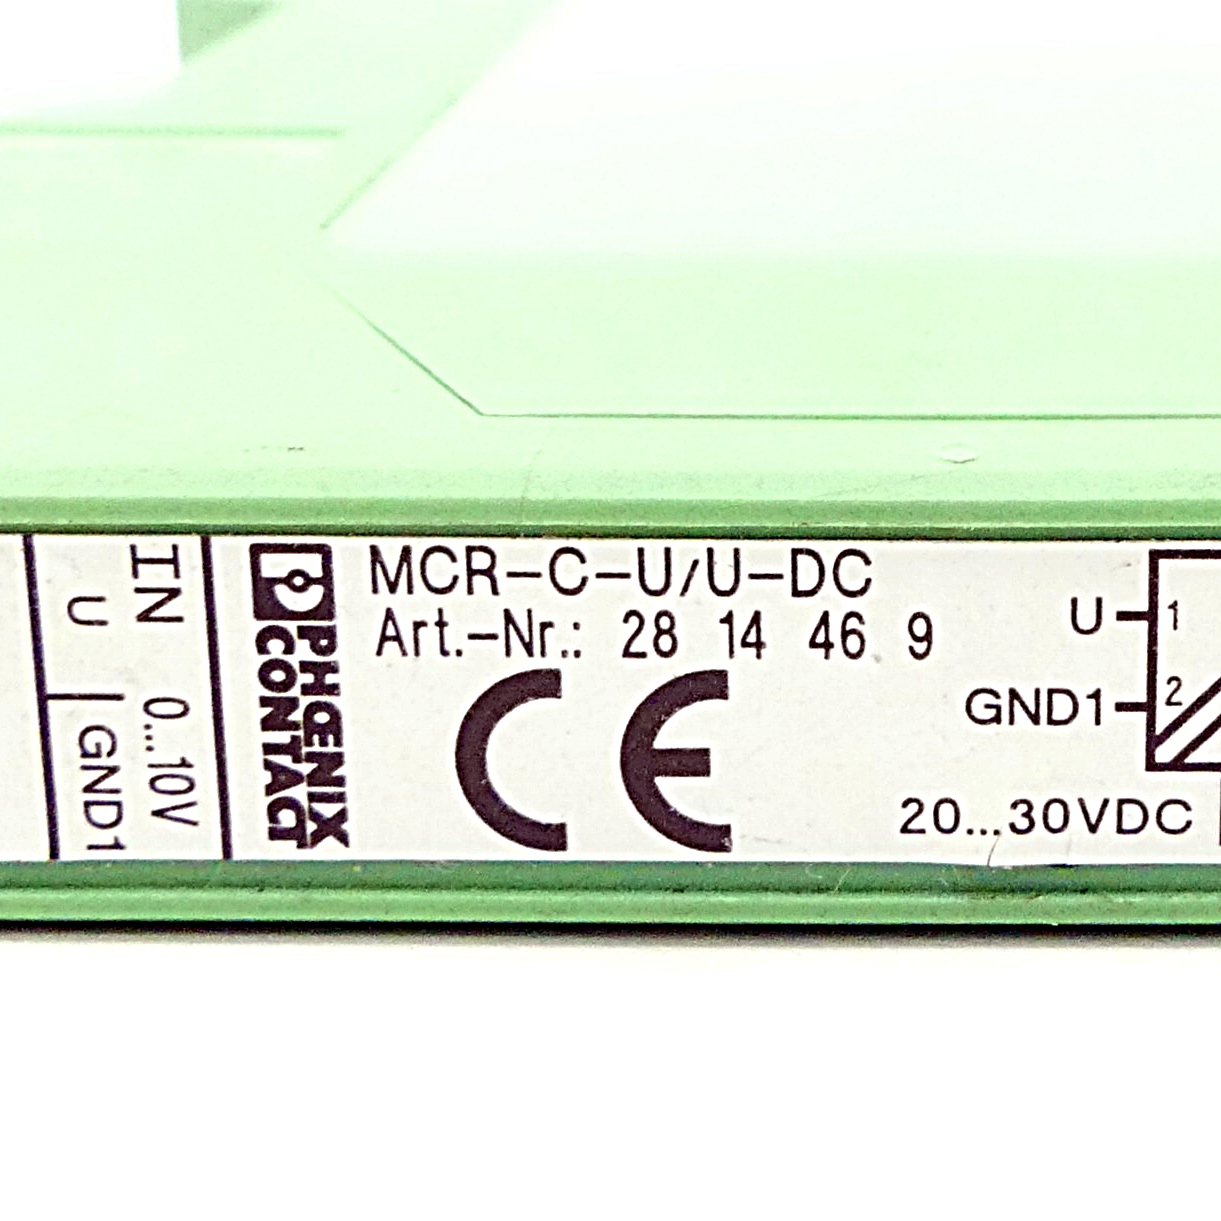 IN 0...10V
U GND1
PHŒNIX
CONTACT
MCR-C-U/U-DC
Art.-Nr.: 28 14 46 9
CE
U 1
GND1 2
20...30VDC